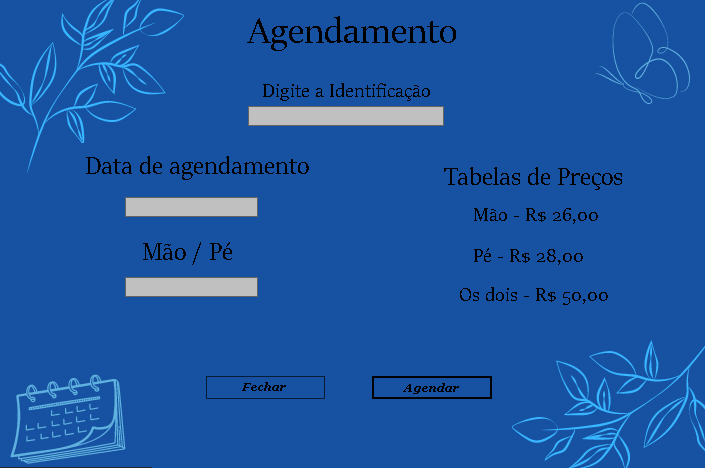 Agendamento
Digite a Identificação
Data de agendamento
Mão / Pé
Tabelas de Preços
Mão - R$ 26,00
Pé - R$ 28,00
Os dois - R$ 50,00
Fechar
Agendar